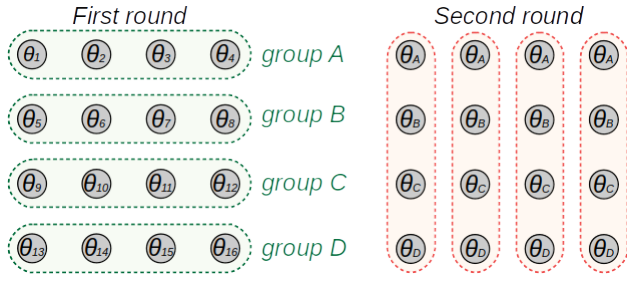 First round Second round
θ1 θ2 θ3 θ4 group A θA θA θA θA
θ5 θ6 θ7 θ8 group B θB θB θB θB
θ9 θ10 θ11 θ12 group C θC θC θC θC
θ13 θ14 θ15 θ16 group D θD θD θD θD